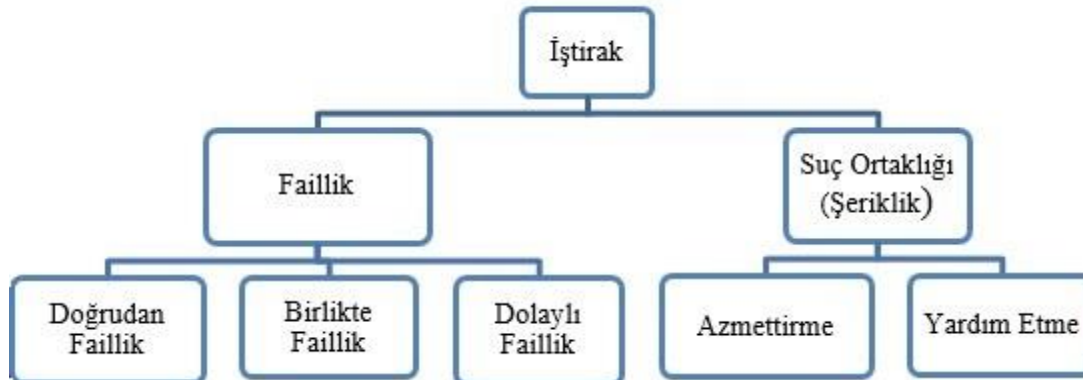 İştirak
Faillik
Suç Ortaklığı
(Şeriklik)
Doğrudan
Faillik
Birlikte
Faillik
Dolaylı
Faillik
Azmettirme
Yardım Etme